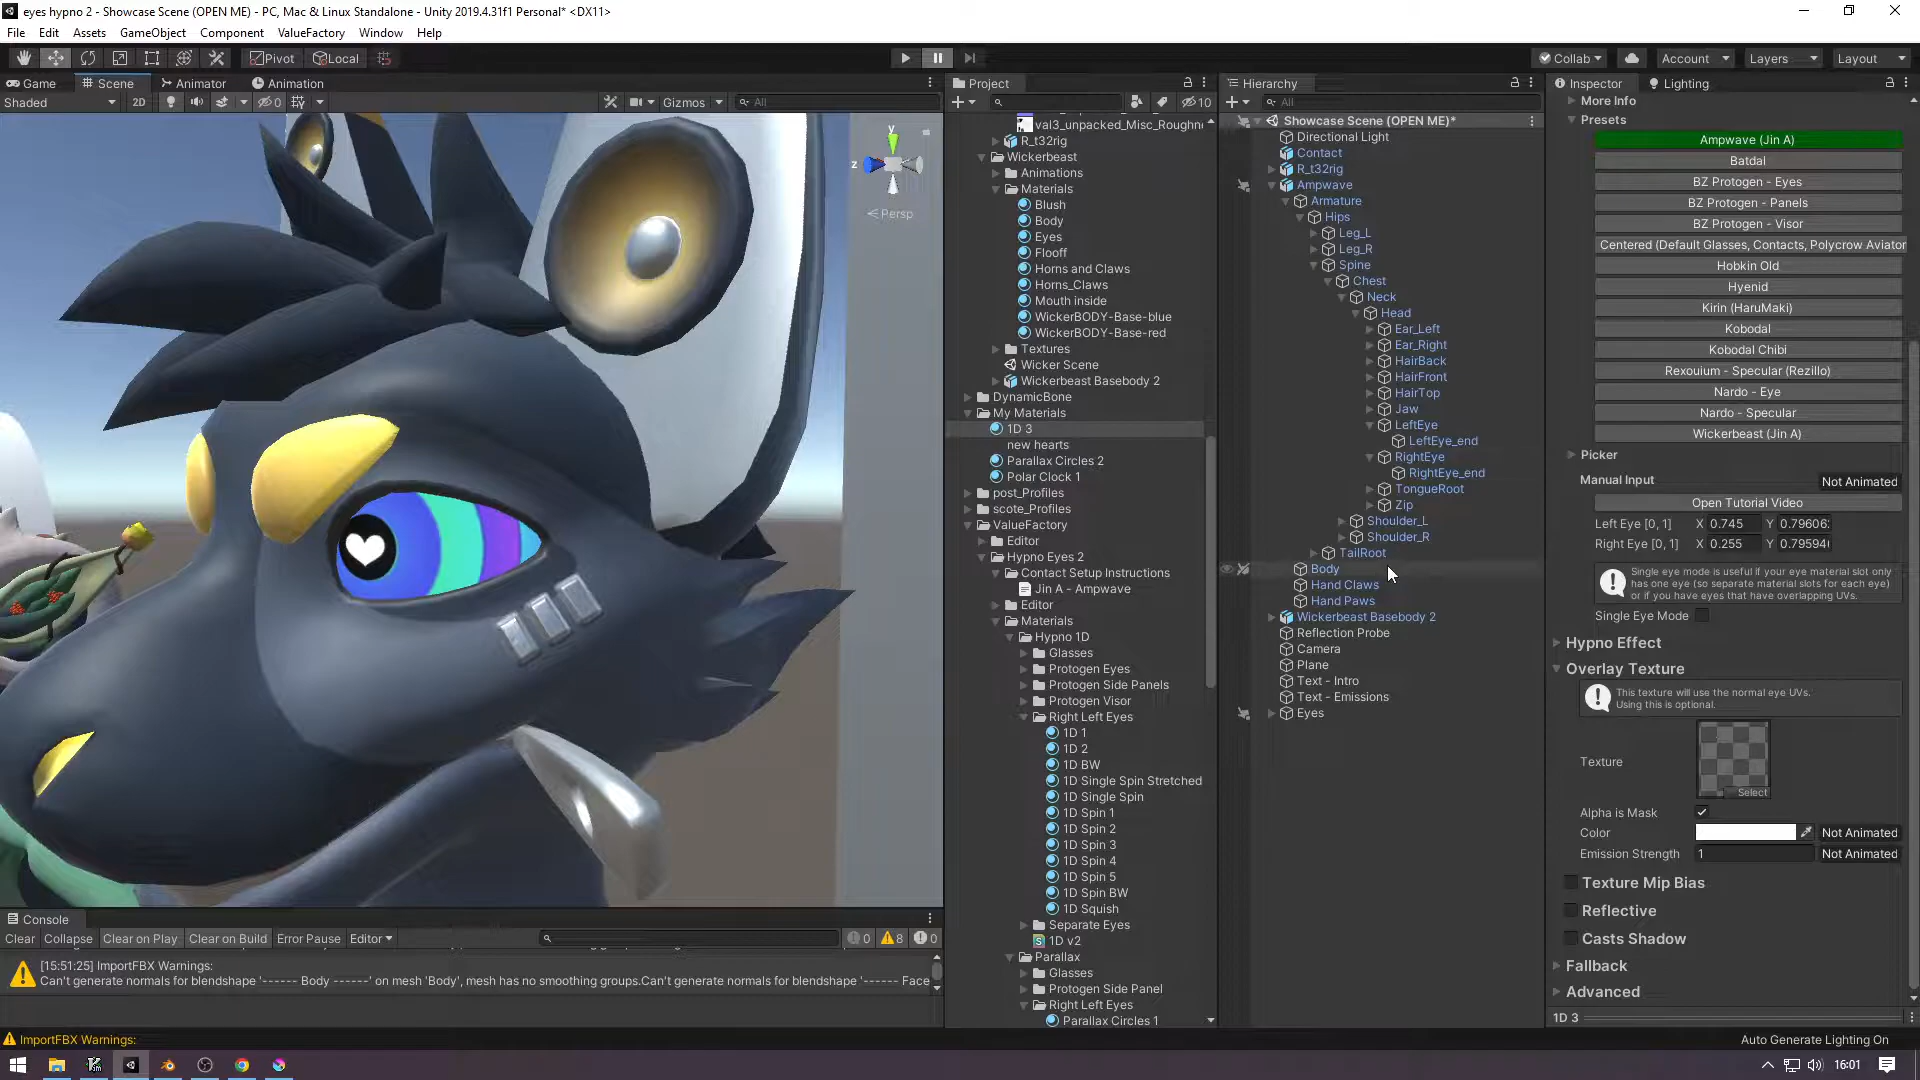 eyes hypno 2 - Showcase Scene (OPEN ME) - PC, Mac & Linux Standalone - Unity 2019.4.31f1 Personal* <DX11>
File Edit Assets GameObject Component ValueFactory Window Help
Pivot Local Collab Account Layers Layout
Game Scene Animator Animation
Shaded 2D 0 Gizmos All
y
z
Persp
Project
10
val3_unpacked_Misc_Roughn
R_t32rig
Wickerbeast
Animations
Materials
Blush
Body
Eyes
Flooff
Horns and Claws
Horns_Claws
Mouth inside
WickerBODY-Base-blue
WickerBODY-Base-red
Textures
Wicker Scene
Wickerbeast Basebody 2
DynamicBone
My Materials
1D 3
new hearts
Parallax Circles 2
Polar Clock 1
post_Profiles
scote_Profiles
ValueFactory
Editor
Hypno Eyes 2
Contact Setup Instructions
Jin A - Ampwave
Editor
Materials
Hypno 1D
Glasses
Protogen Eyes
Protogen Side Panels
Protogen Visor
Right Left Eyes
1D 1
1D 2
1D BW
1D Single Spin Stretched
1D Single Spin
1D Spin 1
1D Spin 2
1D Spin 3
1D Spin 4
1D Spin 5
1D Spin BW
1D Squish
Separate Eyes
1D v2
Parallax
Glasses
Protogen Side Panel
Right Left Eyes
Parallax Circles 1
Hierarchy
All
Showcase Scene (OPEN ME)*
Directional Light
Contact
R_t32rig
Ampwave
Armature
Hips
Leg_L
Leg_R
Spine
Chest
Neck
Head
Ear_Left
Ear_Right
HairBack
HairFront
HairTop
Jaw
LeftEye
LeftEye_end
RightEye
RightEye_end
TongueRoot
Zip
Shoulder_L
Shoulder_R
TailRoot
Body
Hand Claws
Hand Paws
Wickerbeast Basebody 2
Reflection Probe
Camera
Plane
Text - Intro
Text - Emissions
Eyes
Inspector Lighting
More Info
Presets
Ampwave (Jin A)
Batdal
BZ Protogen - Eyes
BZ Protogen - Panels
BZ Protogen - Visor
Centered (Default Glasses, Contacts, Polycrow Aviator
Hobkin Old
Hyenid
Kirin (HaruMaki)
Kobodal
Kobodal Chibi
Rexouium - Specular (Rezillo)
Nardo - Eye
Nardo - Specular
Wickerbeast (Jin A)
Picker
Manual Input Not Animated
Open Tutorial Video
Left Eye [0, 1] X 0.745 Y 0.79606
Right Eye [0, 1] X 0.255 Y 0.79594
Single eye mode is useful if your eye material slot only
has one eye (so separate material slots for each eye)
or if you have eyes that have overlapping UVs.
Single Eye Mode
Hypno Effect
Overlay Texture
This texture will use the normal eye UVs.
Using this is optional.
Texture
Select
Alpha is Mask
Color Not Animated
Emission Strength 1 Not Animated
Texture Mip Bias
Reflective
Casts Shadow
Fallback
Advanced
1D 3
Console
Clear Collapse Clear on Play Clear on Build Error Pause Editor 0 8 0
[15:51:25] ImportFBX Warnings:
Can't generate normals for blendshape '------ Body ------' on mesh 'Body', mesh has no smoothing groups.Can't generate normals for blendshape '------ Face
ImportFBX Warnings:
Auto Generate Lighting On
16:01